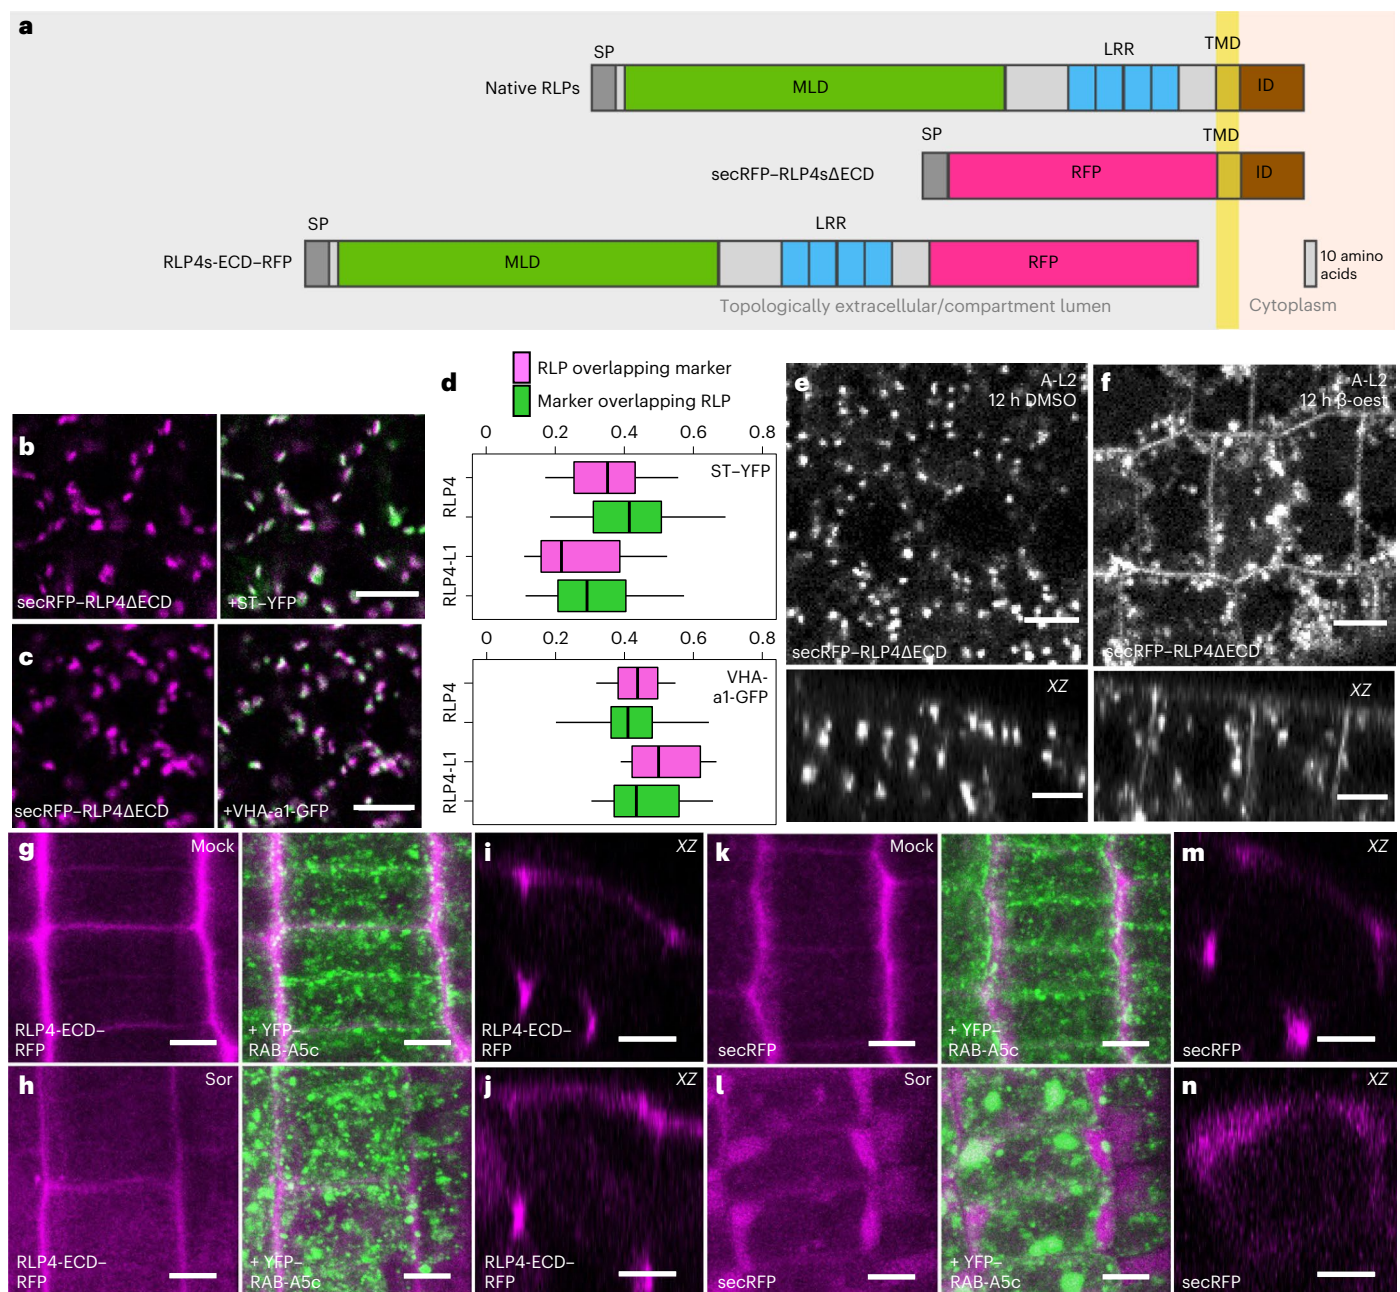 a
SP
LRR
TMD
Native RLPs
MLD
ID
SP
TMD
secRFP–RLP4sΔECD
RFP
ID
SP
LRR
RLP4s-ECD–RFP
MLD
RFP
10 amino
acids
Topologically extracellular/compartment lumen
Cytoplasm
b
secRFP–RLP4ΔECD
+ST–YFP
c
secRFP–RLP4ΔECD
+VHA-a1-GFP
d
RLP overlapping marker
Marker overlapping RLP
0 0.2 0.4 0.6 0.8
ST–YFP
RLP4
RLP4-L1
0 0.2 0.4 0.6 0.8
VHA-
a1-GFP
RLP4
RLP4-L1
e
A-L2
12 h DMSO
secRFP–RLP4ΔECD
XZ
f
A-L2
12 h β-oest
secRFP–RLP4ΔECD
XZ
g
Mock
RLP4-ECD–
RFP
+ YFP–
RAB-A5c
i
XZ
RLP4-ECD–
RFP
k
Mock
secRFP
+ YFP–
RAB-A5c
m
XZ
secRFP
h
Sor
RLP4-ECD–
RFP
+ YFP–
RAB-A5c
j
XZ
RLP4-ECD–
RFP
l
Sor
secRFP
+ YFP–
RAB-A5c
n
XZ
secRFP